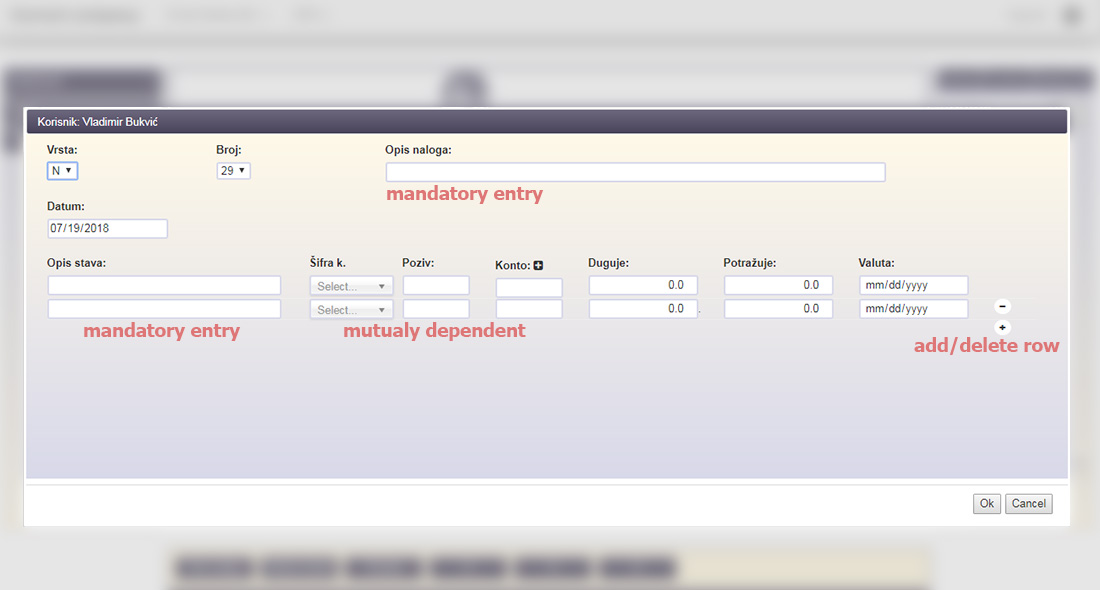 Korisnik: Vladimir Bukvić
Vrsta: Broj: Opis naloga:
N 29
mandatory entry
Datum:
07/19/2018
Opis stava: Šifra k. Poziv: Konto: Duguje: Potražuje: Valuta:
Select... 0.0 0.0 mm/dd/yyyy
Select... 0.0 0.0 mm/dd/yyyy
mandatory entry mutualy dependent
add/delete row
Ok Cancel